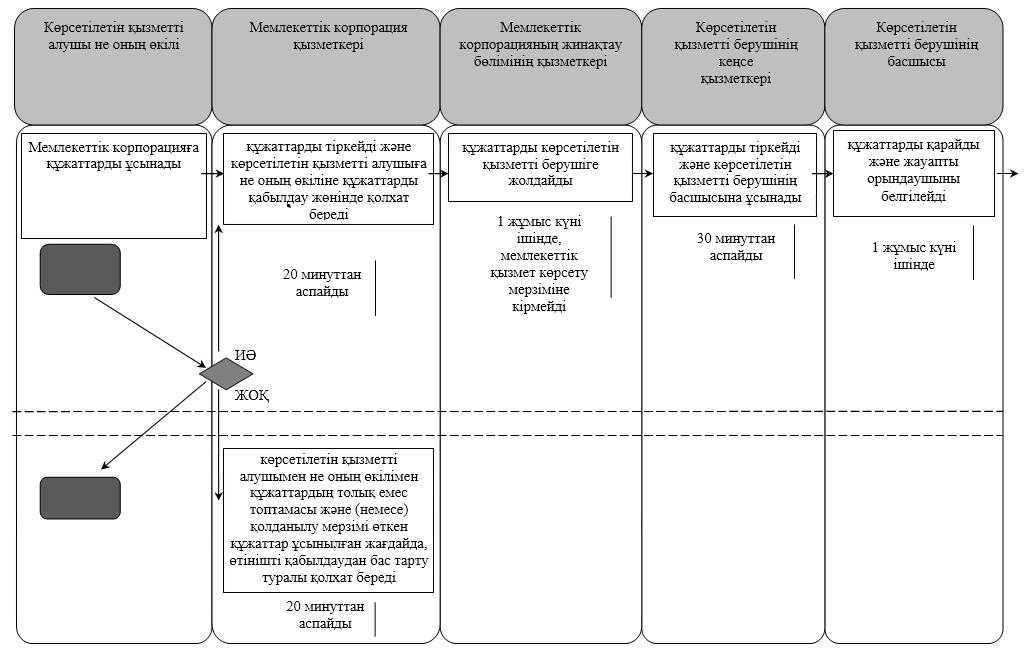 Көрсетілетін қызметті
алушы не оның өкілі
Мемлекеттік корпорация
қызметкері
Мемлекеттік
корпорацияның жинақтау
бөлімінің қызметкері
Көрсетілетін
қызметті берушінің
кеңсе
қызметкері
Көрсетілетін
қызметті берушінің
басшысы
Мемлекеттік корпорацияға
құжаттарды ұсынады
құжаттарды тіркейді және
көрсетілетін қызметті алушыға
не оның өкіліне құжаттарды
қабылдау жөнінде қолхат
береді
құжаттарды көрсетілетін
қызметті берушіге
жолдайды
құжаттарды тіркейді
және көрсетілетін
қызметті берушінің
басшысына ұсынады
құжаттарды қарайды
және жауапты
орындаушыны
белгілейді
20 минуттан
аспайды
1 жұмыс күні
ішінде,
мемлекеттік
қызмет көрсету
мерзіміне
кірмейді
30 минуттан
аспайды
1 жұмыс күні
ішінде
ИӘ
ЖОҚ
көрсетілетін қызметті
алушымен не оның өкілімен
құжаттардың толық емес
топтамасы және (немесе)
қолданылу мерзімі өткен
құжаттар ұсынылған жағдайда,
өтінішті қабылдаудан бас тарту
туралы қолхат береді
20 минуттан
аспайды